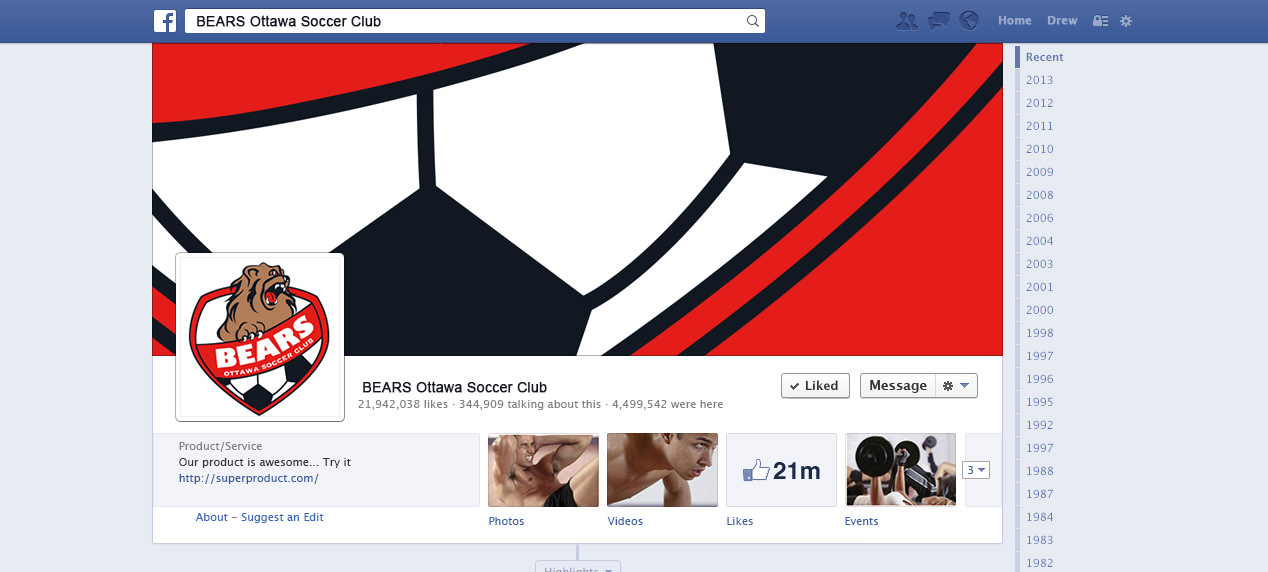 BEARS Ottawa Soccer Club
Home Drew
Recent
2013
2012
2011
2010
2009
2008
2006
2004
2003
2001
2000
1998
1997
1996
1995
1992
1997
1988
1987
1984
1983
1982
BEARS
OTTAWA SOCCER CLUB
BEARS Ottawa Soccer Club
21,942,038 likes · 344,909 talking about this · 4,499,542 were here
Liked
Message
Product/Service
Our product is awesome... Try it
http://superproduct.com/
About – Suggest an Edit
21m
3
Photos
Videos
Likes
Events
Highlights